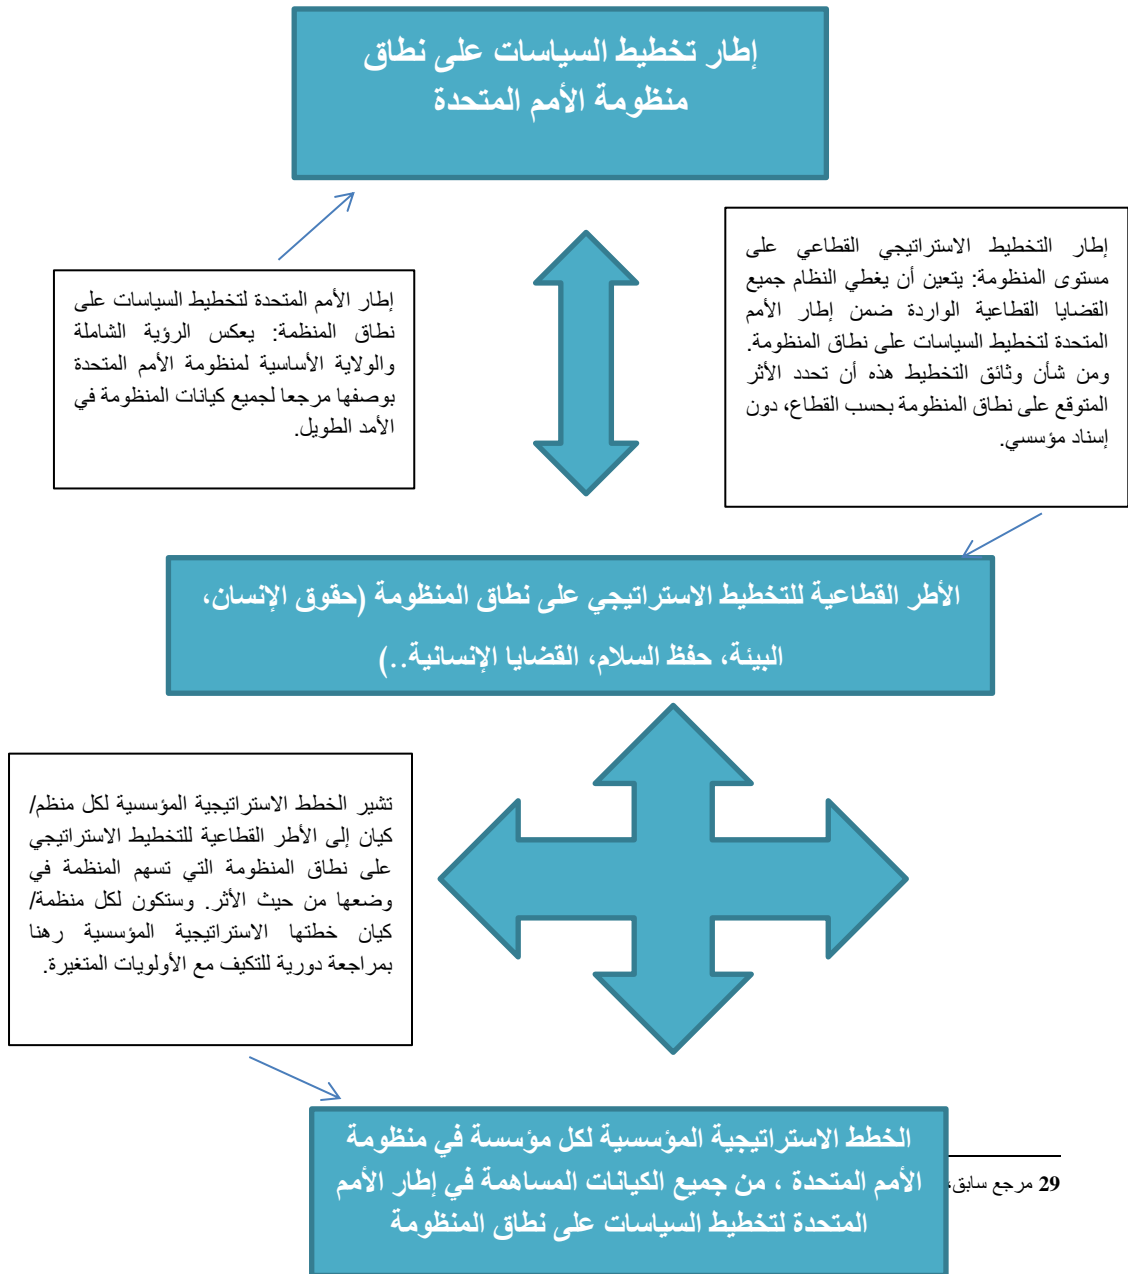 إطار تخطيط السياسات على نطاق
منظومة الأمم المتحدة
إطار التخطيط الاستراتيجي القطاعي على
مستوى المنظومة: يتعين أن يغطي النظام جميع
القضايا القطاعية الواردة ضمن إطار الأمم
المتحدة لتخطيط السياسات على نطاق المنظومة.
ومن شأن وثائق التخطيط هذه أن تحدد الأثر
المتوقع على نطاق المنظومة بحسب القطاع، دون
إسناد مؤسسي.
إطار الأمم المتحدة لتخطيط السياسات على
نطاق المنظمة: يعكس الرؤية الشاملة
والولاية الأساسية لمنظومة الأمم المتحدة
بوصفها مرجعا لجميع كيانات المنظومة في
الأمد الطويل.
الأطر القطاعية للتخطيط الاستراتيجي على نطاق المنظومة (حقوق الإنسان،
البيئة، حفظ السلام، القضايا الإنسانية..)
تشير الخطط الاستراتيجية المؤسسية لكل منظم/
كيان إلى الأطر القطاعية للتخطيط الاستراتيجي
على نطاق المنظومة التي تسهم المنظمة في
وضعها من حيث الأثر. وستكون لكل منظمة/
كيان خطتها الاستراتيجية المؤسسية رهنا
بمراجعة دورية للتكيف مع الأولويات المتغيرة.
الخطط الاستراتيجية المؤسسية لكل مؤسسة في منظومة
الأمم المتحدة ، من جميع الكيانات المساهمة في إطار الأمم
المتحدة لتخطيط السياسات على نطاق المنظومة
29 مرجع سابق،